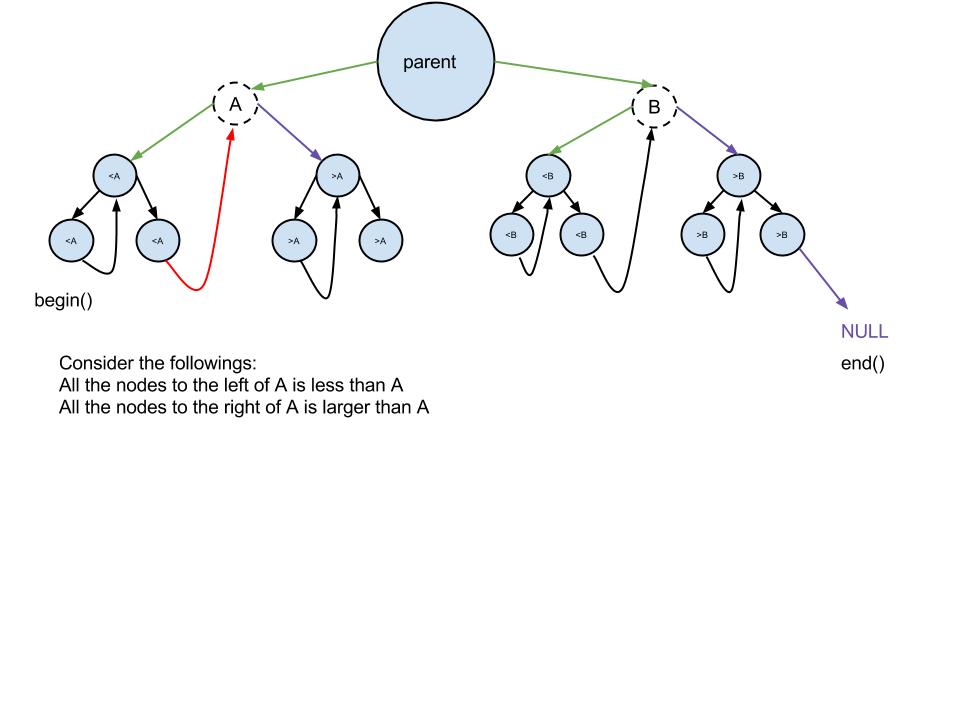 parent
A
B
<A
>A
<B
>B
<A
<A
>A
>A
<B
<B
>B
>B
begin()
NULL
end()
Consider the followings:
All the nodes to the left of A is less than A
All the nodes to the right of A is larger than A